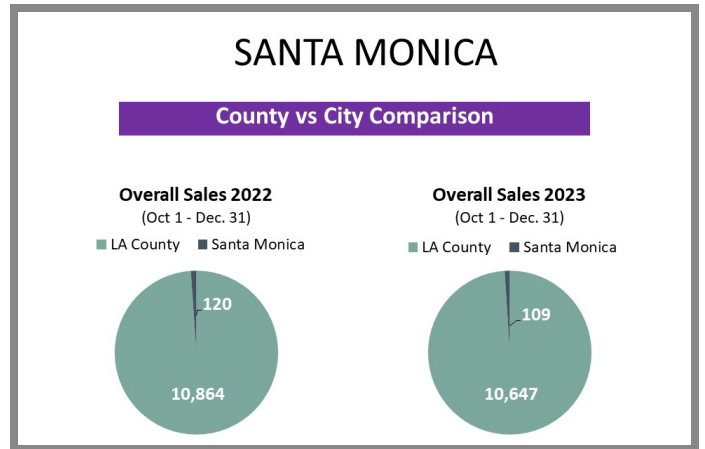 SANTA MONICA
County vs City Comparison
Overall Sales 2022
(Oct 1 - Dec. 31)
LA County Santa Monica
120
10,864
Overall Sales 2023
(Oct 1 - Dec. 31)
LA County Santa Monica
109
10,647